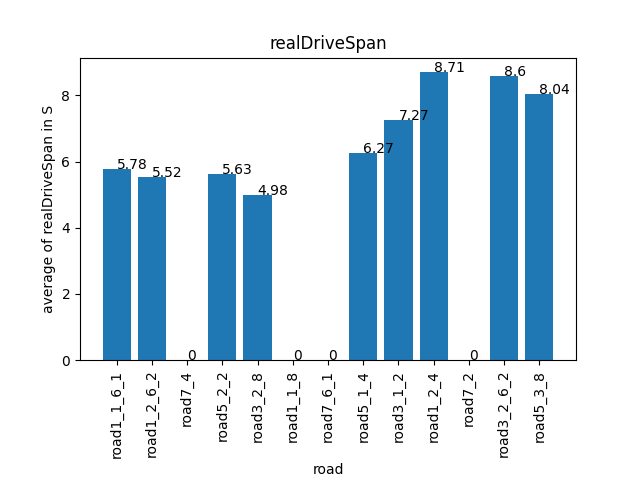 realDriveSpan
average of realDriveSpan in S
8
6
4
2
0
5.78
5.52
0
5.63
4.98
0
0
6.27
7.27
8.71
0
8.6
8.04
road1_1_6_1
road1_2_6_2
road7_4
road5_2_2
road3_2_8
road1_1_8
road7_6_1
road5_1_4
road3_1_2
road1_2_4
road7_2
road3_2_6_2
road5_3_8
road